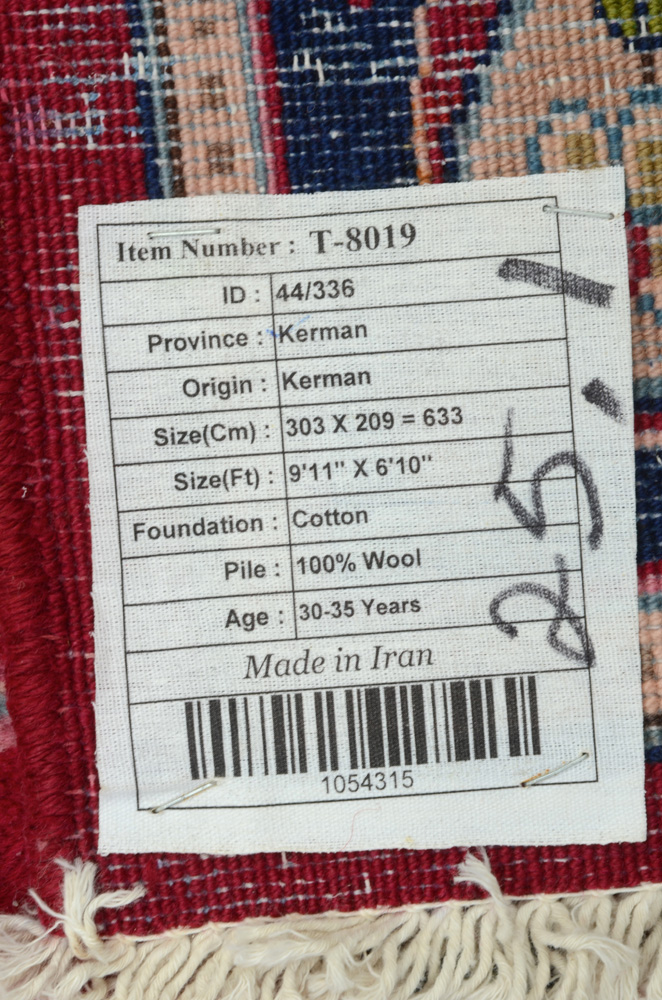 Item Number : T-8019
ID : 44/336
Province : Kerman
Origin : Kerman
Size(Cm) : 303 X 209 = 633
Size(Ft) : 9'11" X 6'10"
Foundation : Cotton
Pile : 100% Wool
Age : 30-35 Years
Made in Iran
1054315
25,-